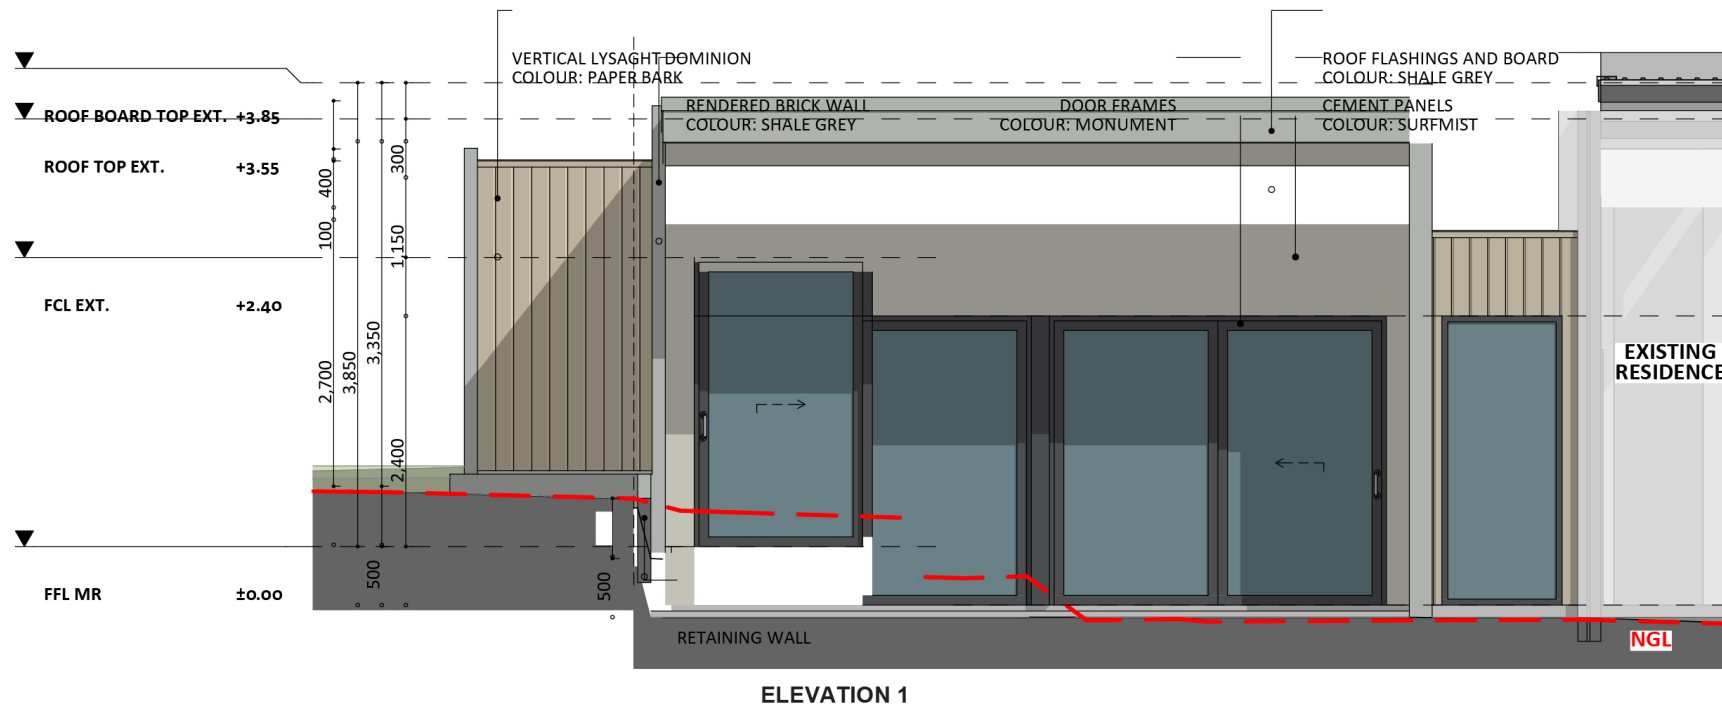 VERTICAL LYSAGHT DOMINION
COLOUR: PAPER BARK
ROOF FLASHINGS AND BOARD
COLOUR: SHALE GREY
RENDERED BRICK WALL
COLOUR: SHALE GREY
DOOR FRAMES
COLOUR: MONUMENT
CEMENT PANELS
COLOUR: SURFMIST
ROOF BOARD TOP EXT. +3.85
ROOF TOP EXT. +3.55
FCL EXT. +2.40
FFL MR ±0.00
400
100
2,700
3,850
3,350
500
300
1,150
2,400
500
EXISTING
RESIDENCE
RETAINING WALL
NGL
ELEVATION 1